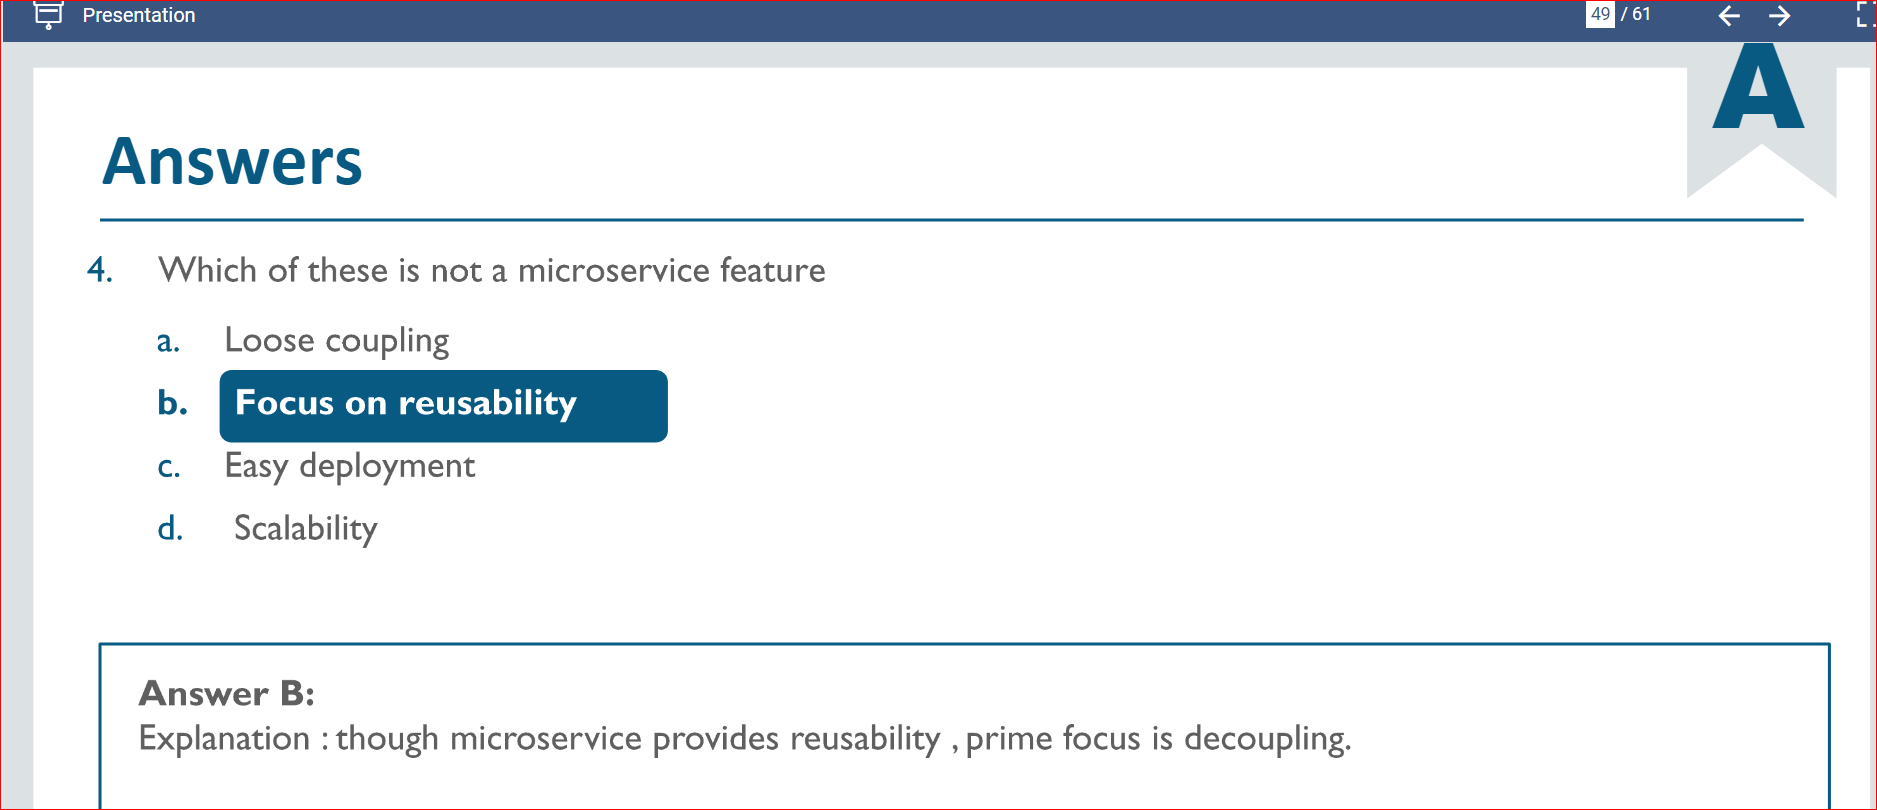 Presentation
49 / 61
A
Answers
4. Which of these is not a microservice feature
a. Loose coupling
b. Focus on reusability
c. Easy deployment
d. Scalability
Answer B:
Explanation : though microservice provides reusability , prime focus is decoupling.